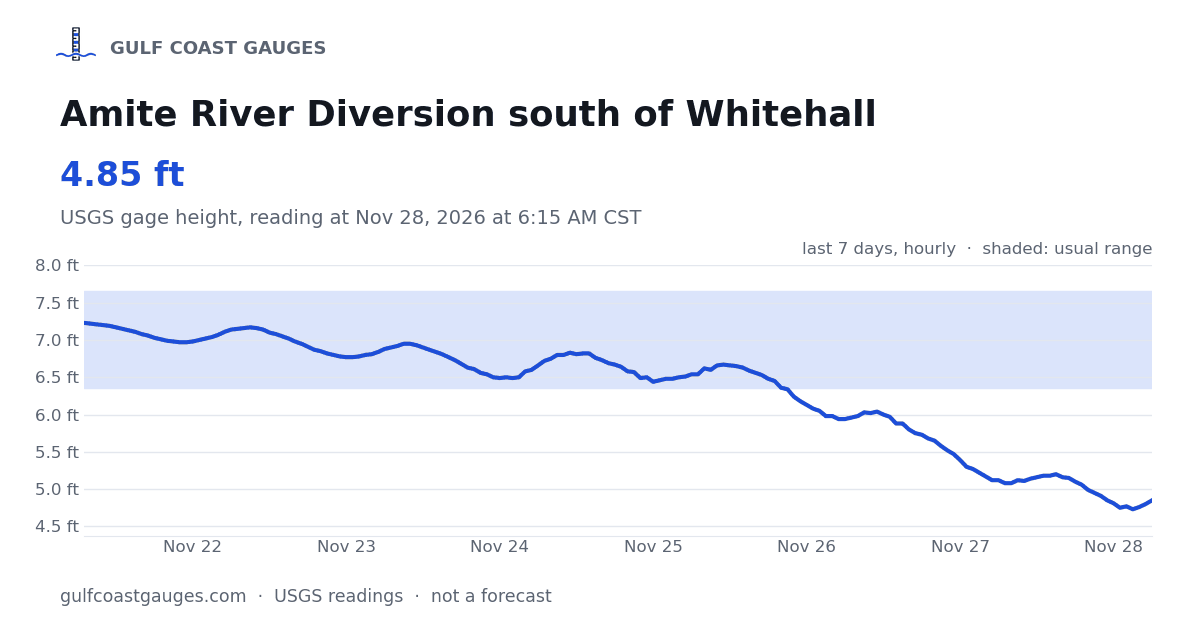 GULF COAST GAUGES
Amite River Diversion south of Whitehall
4.85 ft
USGS gage height, reading at Nov 28, 2026 at 6:15 AM CST
last 7 days, hourly · shaded: usual range
8.0 ft
7.5 ft
7.0 ft
6.5 ft
6.0 ft
5.5 ft
5.0 ft
4.5 ft
Nov 22 Nov 23 Nov 24 Nov 25 Nov 26 Nov 27 Nov 28
gulfcoastgauges.com · USGS readings · not a forecast